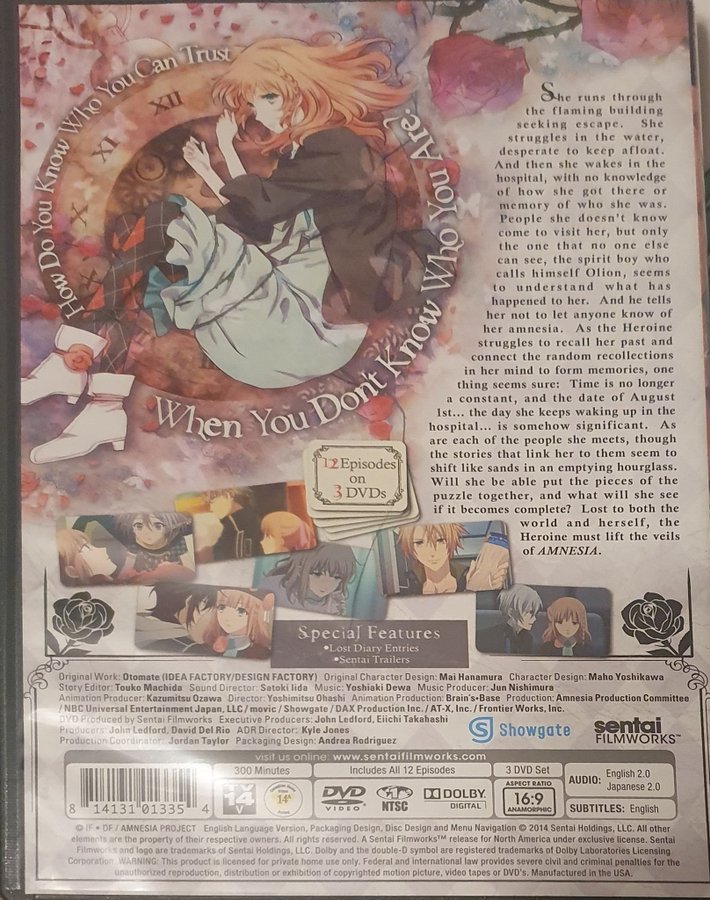 How Do You Know Who You Can Trust
When You Don't Know Who You Are?
XII
XI
X
She runs through
the flaming building
seeking escape. She
struggles in the water,
desperate to keep afloat.
And then she wakes in the
hospital, with no knowledge
of how she got there or
memory of who she was.
People she doesn't know
come to visit her, but only
the one that no one else
can see, the spirit boy who
calls himself Olion, seems
to understand what has
happened to her. And he tells
her not to let anyone know of
her amnesia. As the Heroine
struggles to recall her past and
connect the random recollections
in her mind to form memories, one
thing seems sure: Time is no longer
a constant, and the date of August
1st... the day she keeps waking up in the
hospital... is somehow significant. As
are each of the people she meets, though
the stories that link her to them seem to
shift like sands in an emptying hourglass.
Will she be able put the pieces of the
puzzle together, and what will she see
if it becomes complete? Lost to both the
world and herself, the
Heroine must lift the veils
of AMNESIA.
12 Episodes
on
3 DVDs
Special Features
•Lost Diary Entries
•Sentai Trailers
Original Work: Otomate (IDEA FACTORY/DESIGN FACTORY) Original Character Design: Mai Hanamura Character Design: Maho Yoshikawa
Story Editor: Touko Machida Sound Director: Satoki Iida Music: Yoshiaki Dewa Music Producer: Jun Nishimura
Animation Producer: Kazumitsu Ozawa Director: Yoshimitsu Ohashi Animation Production: Brain's-Base Production: Amnesia Production Committee
/ NBC Universal Entertainment Japan, LLC / movic / Showgate / DAX Production Inc. / AT-X, Inc. / Frontier Works, Inc.
DVD Produced by Sentai Filmworks Executive Producers: John Ledford, Eiichi Takahashi
Producers: John Ledford, David Del Rio ADR Director: Kyle Jones
Production Coordinator: Jordan Taylor Packaging Design: Andrea Rodriguez
Showgate
sentai
FILMWORKS™
visit us online: www.sentaifilmworks.com
8 14131 01335 4
300 Minutes
Includes All 12 Episodes
3 DVD Set
TV
14
V
14A
DVD
VIDEO
NTSC
DOLBY
DIGITAL
ASPECT RATIO
16:9
ANAMORPHIC
AUDIO: English 2.0
Japanese 2.0
SUBTITLES: English
© IF • DF / AMNESIA PROJECT English Language Version, Packaging Design, Disc Design and Menu Navigation © 2014 Sentai Holdings, LLC. All other
elements are the property of their respective owners. All rights reserved. A Sentai Filmworks™ release for North America under exclusive license. Sentai
Filmworks and logo are trademarks of Sentai Holdings, LLC. Dolby and the double-D symbol are registered trademarks of Dolby Laboratories Licensing
Corporation. WARNING: This product is licensed for private home use only. Federal and international law provides severe civil and criminal penalties for the
unauthorized reproduction, distribution or exhibition of copyrighted motion picture, video tapes or DVD's. Manufactured in the USA.